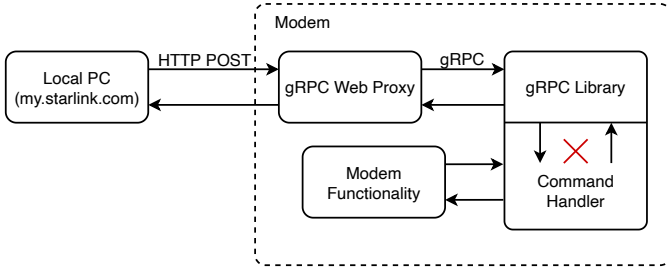 Modem
HTTP POST
gRPC
Local PC
(my.starlink.com)
gRPC Web Proxy
gRPC Library
Modem
Functionality
Command
Handler